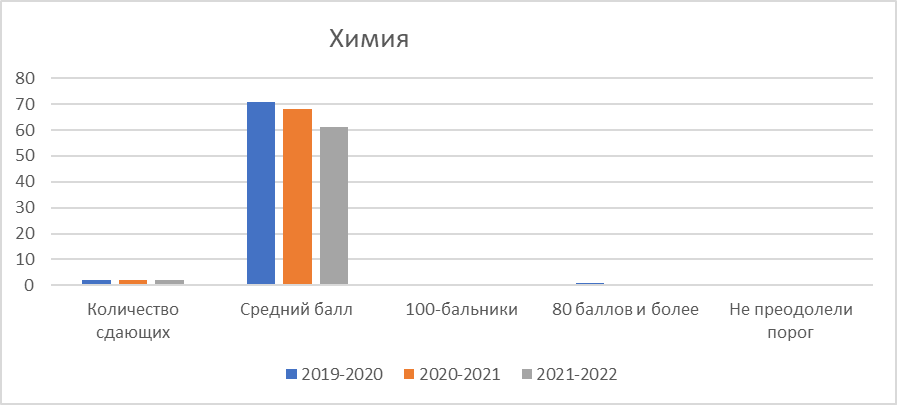 Химия
80
70
60
50
40
30
20
10
0
Количество
сдающих
Средний балл
100-бальники
80 баллов и более
Не преодолели
порог
2019-2020
2020-2021
2021-2022